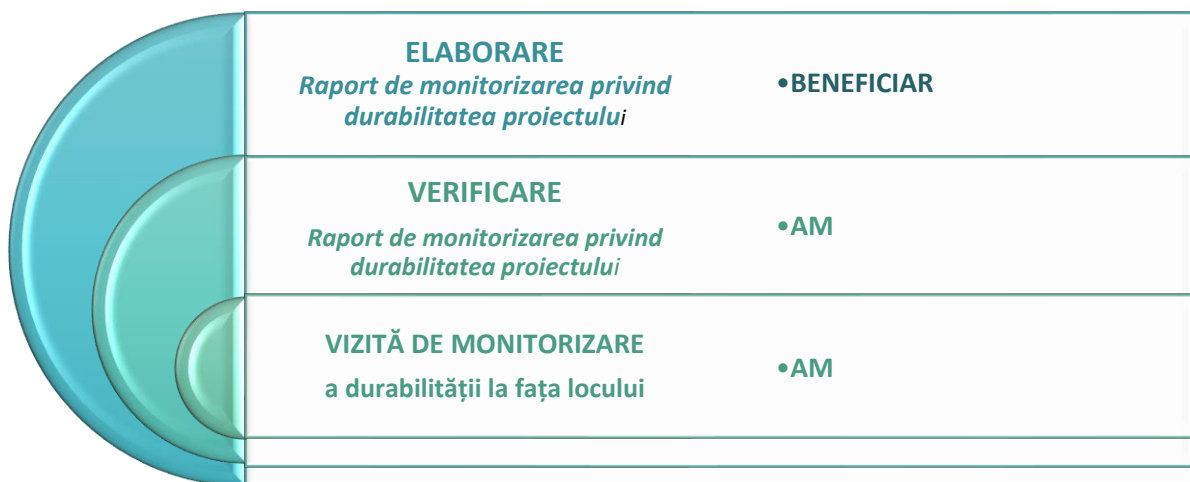 ELABORARE
Raport de monitorizarea privind
durabilitatea proiectului
•BENEFICIAR
VERIFICARE
Raport de monitorizarea privind
durabilitatea proiectului
•AM
VIZITĂ DE MONITORIZARE
a durabilității la fața locului
•AM